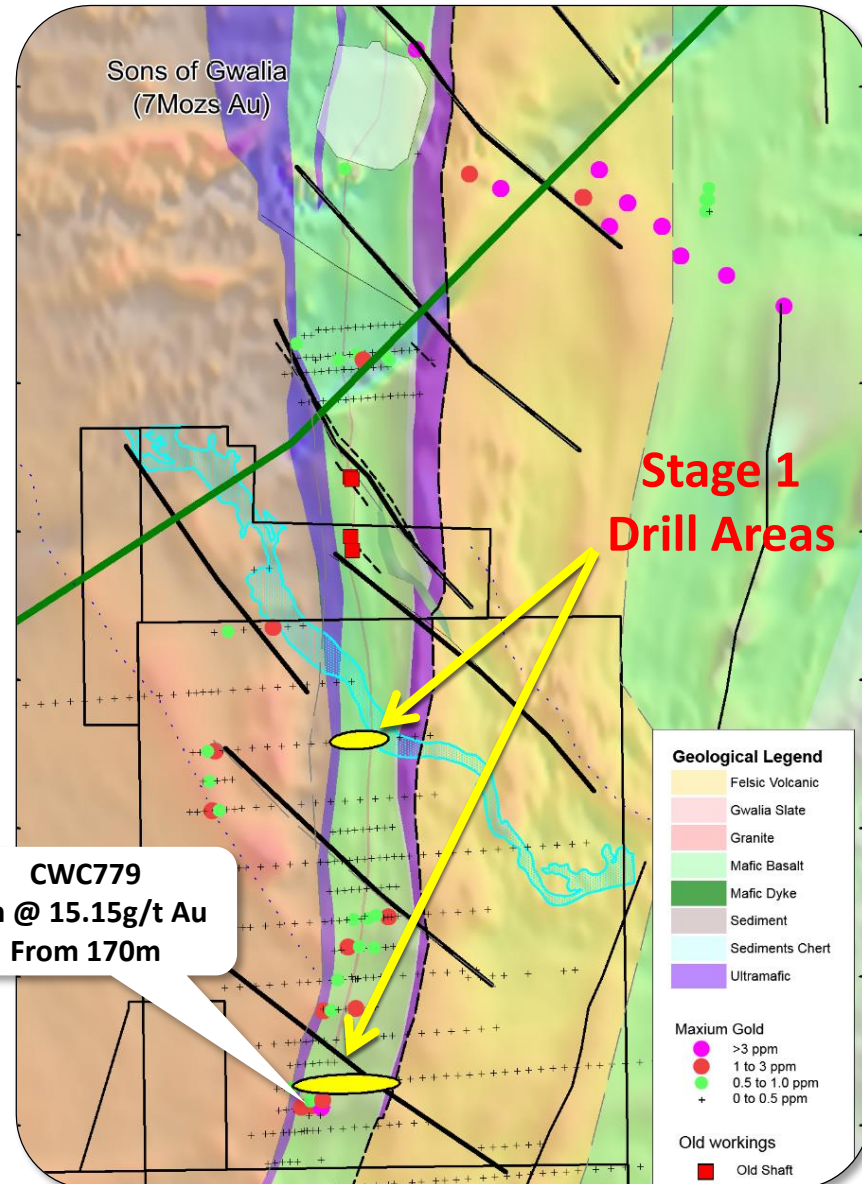 Sons of Gwalia
(7Mozs Au)
Stage 1
Drill Areas
CWC779
@ 15.15g/t Au
From 170m
Geological Legend
Felsic Volcanic
Gwalia Slate
Granite
Mafic Basalt
Mafic Dyke
Sediment
Sediments Chert
Ultramafic
Maxium Gold
>3 ppm
1 to 3 ppm
0.5 to 1.0 ppm
0 to 0.5 ppm
Old workings
Old Shaft